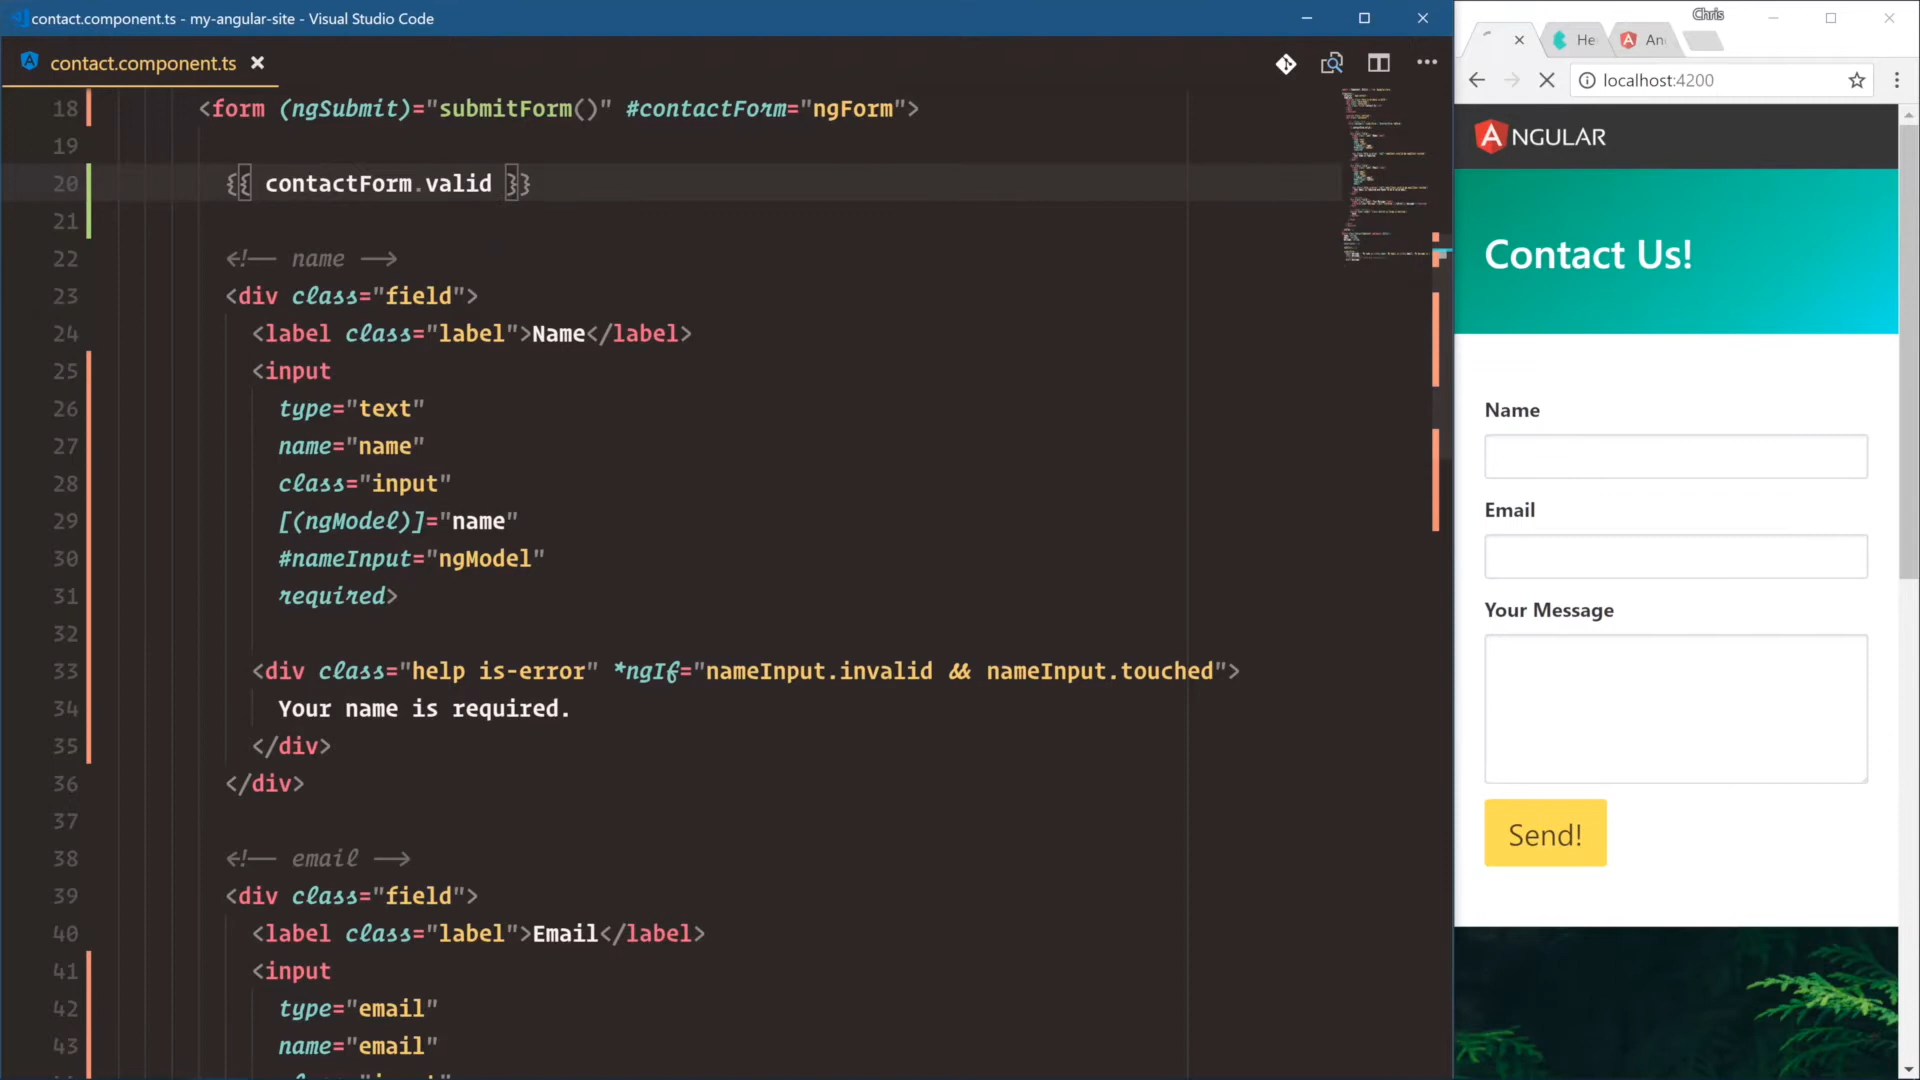 contact.component.ts - my-angular-site - Visual Studio Code
contact.component.ts
18 <form (ngSubmit)="submitForm()" #contactForm="ngForm">
19
20 {{ contactForm.valid }}
21
22 <!-- name -->
23 <div class="field">
24 <label class="label">Name</label>
25 <input
26 type="text"
27 name="name"
28 class="input"
29 [(ngModel)]="name"
30 #nameInput="ngModel"
31 required>
32
33 <div class="help is-error" *ngIf="nameInput.invalid && nameInput.touched">
34 Your name is required.
35 </div>
36 </div>
37
38 <!-- email -->
39 <div class="field">
40 <label class="label">Email</label>
41 <input
42 type="email"
43 name="email"
Chris
He
An
localhost:4200
ANGULAR
Contact Us!
Name
Email
Your Message
Send!